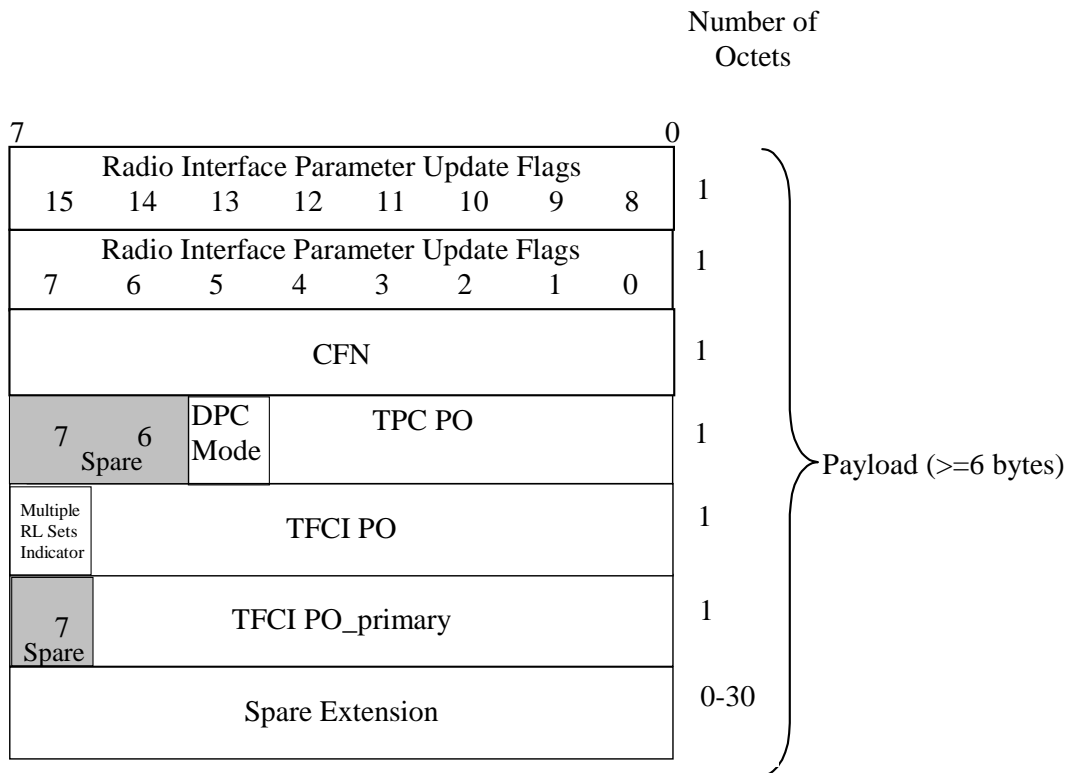 Number of
Octets
7 0
Radio Interface Parameter Update Flags
15 14 13 12 11 10 9 8
1
Radio Interface Parameter Update Flags
7 6 5 4 3 2 1 0
1
CFN
1
7 6
Spare
DPC
Mode
TPC PO
1
Payload (>=6 bytes)
Multiple
RL Sets
Indicator
TFCI PO
1
7
Spare
TFCI PO_primary
1
Spare Extension
0-30